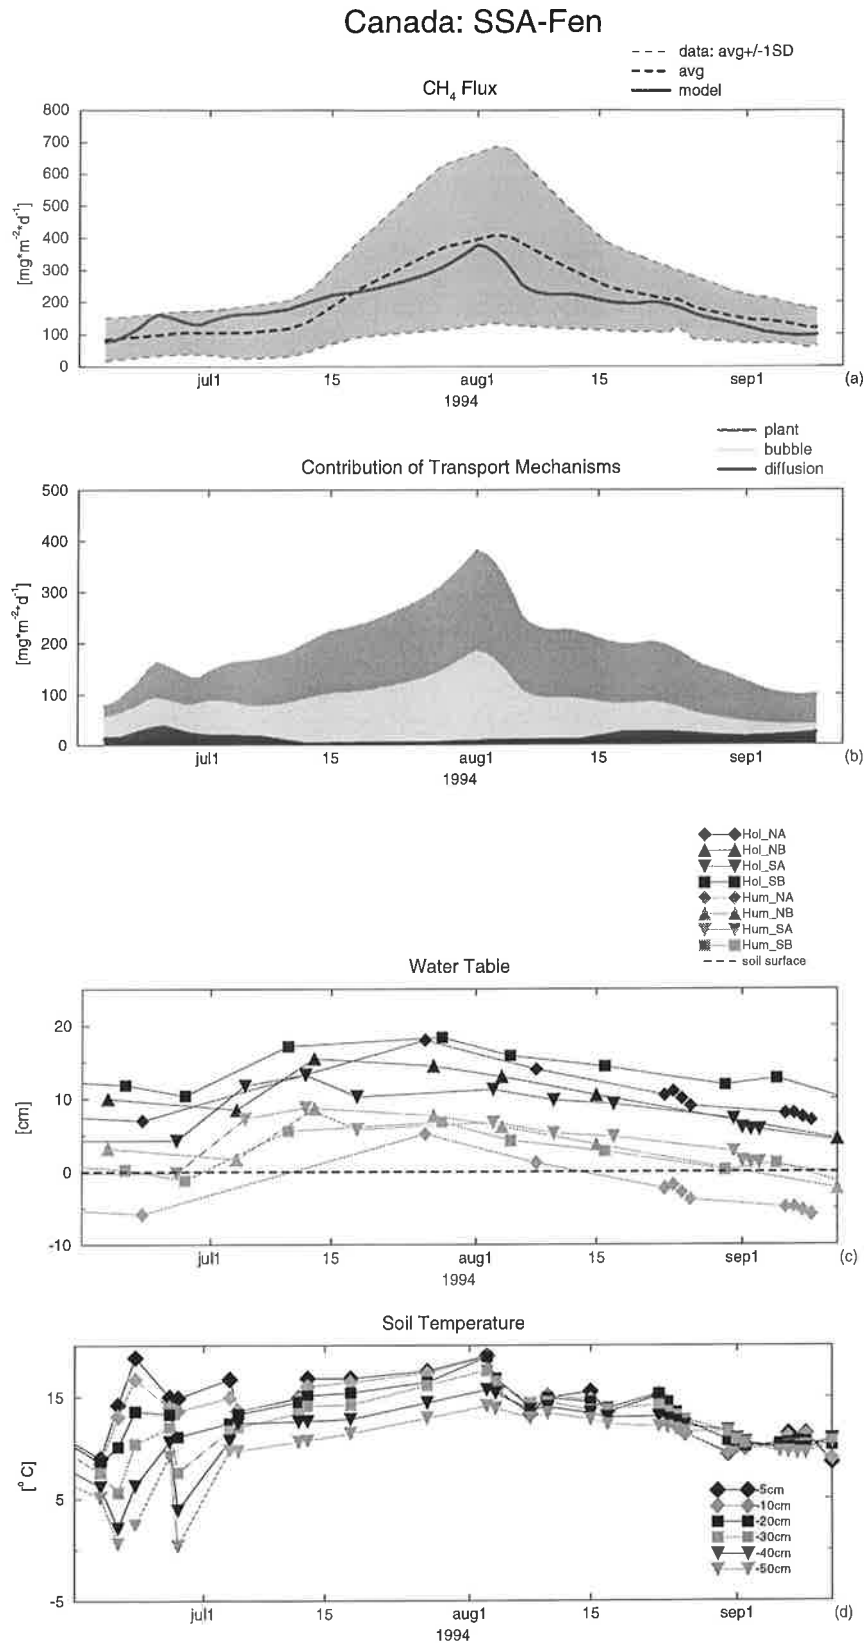 Canada: SSA-Fen
data: avg+/-1SD
avg
model
CH4 Flux
800
700
600
500
400
300
200
100
0
[mg*m-2*d-1]
jul1 15 aug1 15 sep1 (a)
1994
plant
bubble
diffusion
Contribution of Transport Mechanisms
500
400
300
200
100
0
[mg*m-2*d-1]
jul1 15 aug1 15 sep1 (b)
1994
Hol_NA
Hol_NB
Hol_SA
Hol_SB
Hum_NA
Hum_NB
Hum_SA
Hum_SB
soil surface
Water Table
20
10
0
-10
[cm]
jul1 15 aug1 15 sep1 (c)
1994
Soil Temperature
15
5
-5
[° C]
-5cm
-10cm
-20cm
-30cm
-40cm
-50cm
jul1 15 aug1 15 sep1 (d)
1994